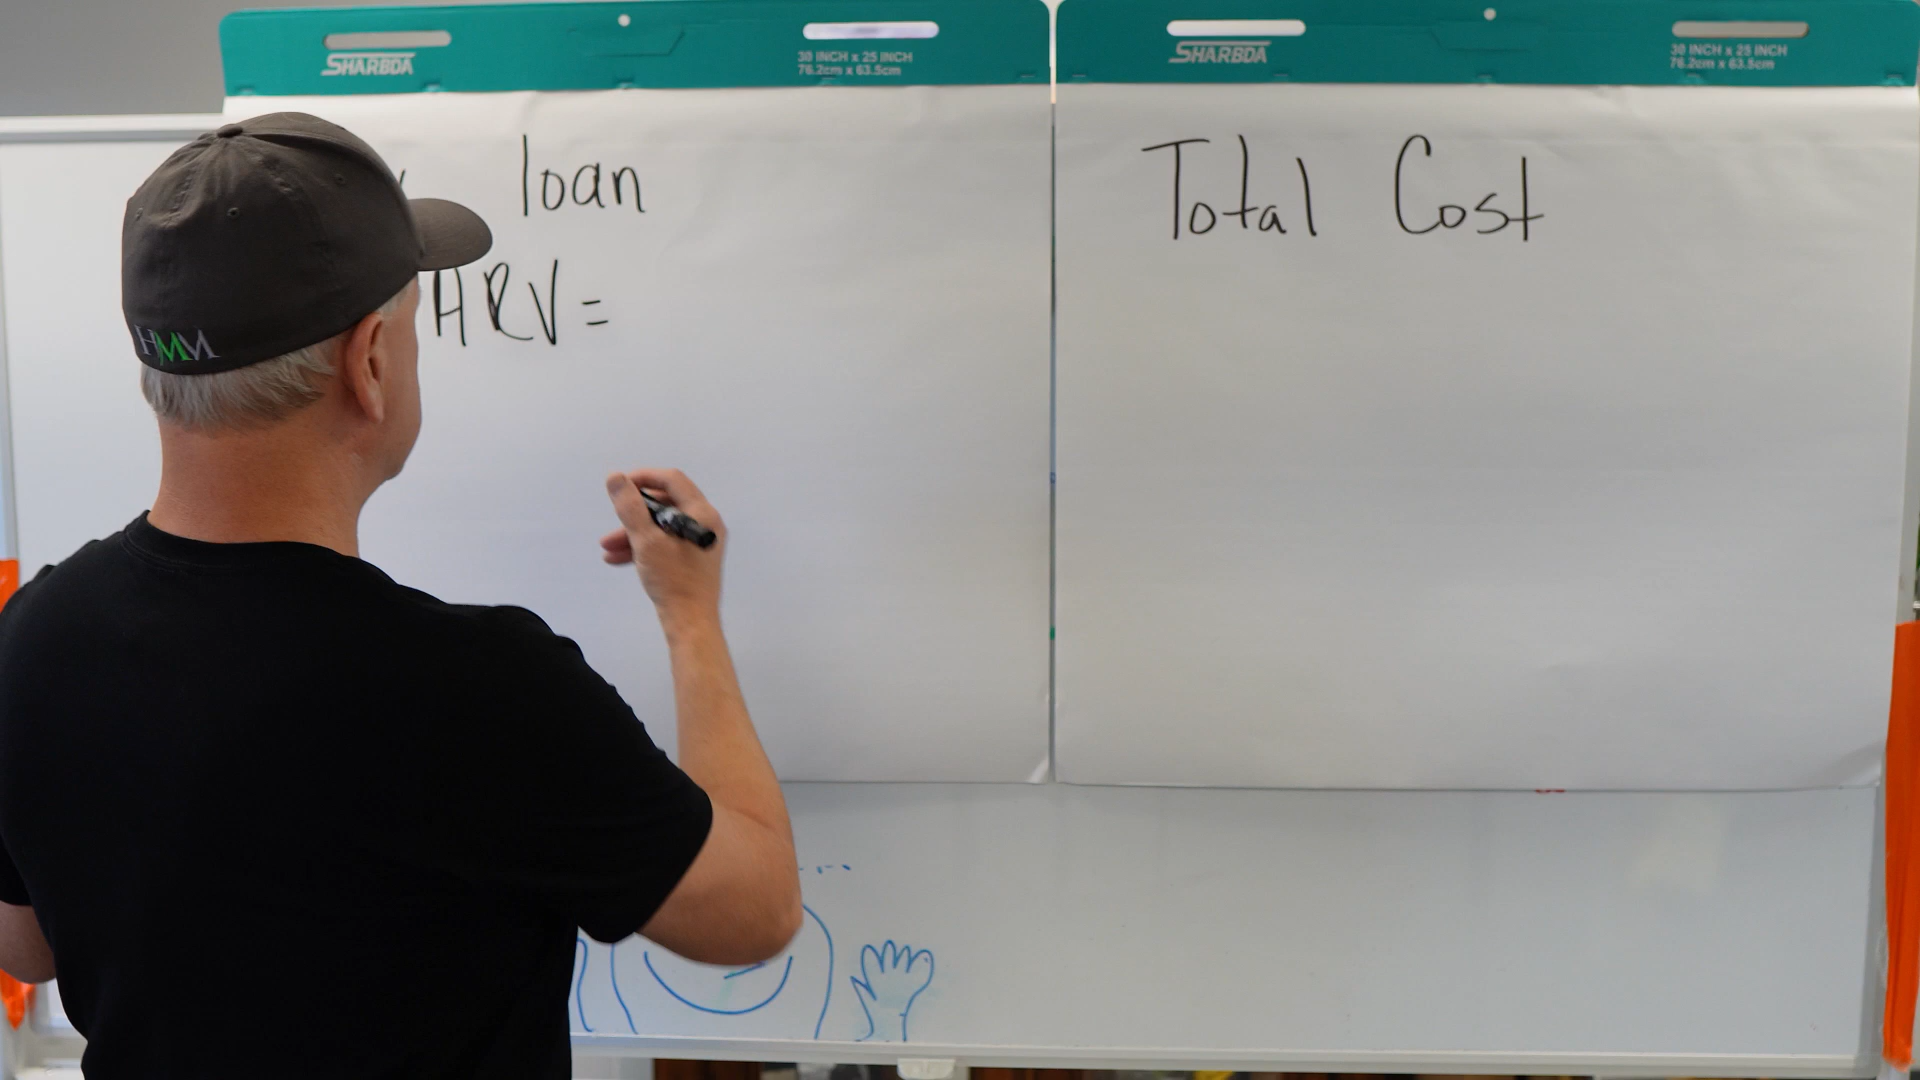 SHARBDA
30 INCH x 25 INCH
76.2cm x 63.5cm
SHARBDA
30 INCH x 25 INCH
76.2cm x 63.5cm
loan
ARV=
Total Cost
HMM